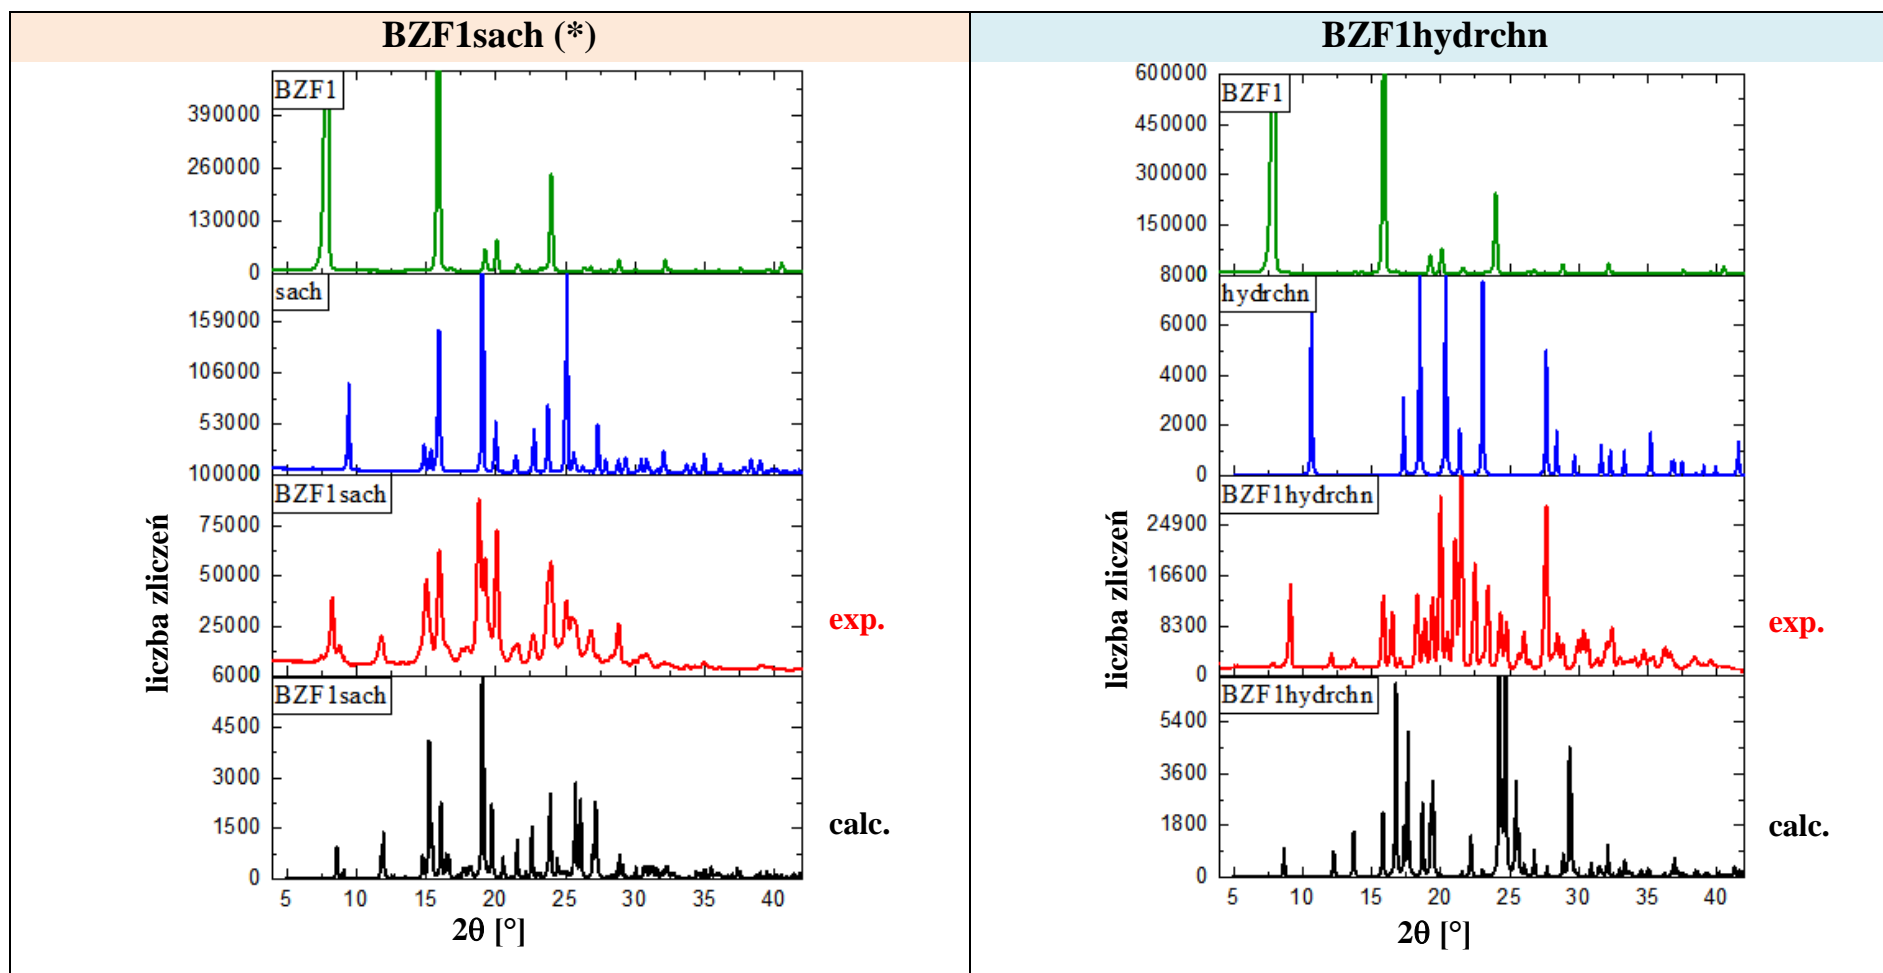 BZF1sach (*)
BZF1
390000
260000
130000
0
sach
159000
106000
53000
100000
BZF1sach
75000
50000
25000
6000
BZF1sach
4500
3000
1500
0
5 10 15 20 25 30 35 40
2θ [°]
liczba zliczeń
exp.
calc.
BZF1hydrchn
600000
BZF1
450000
300000
150000
0
8000
hydrchn
6000
4000
2000
0
BZF1hydrchn
24900
16600
8300
0
BZF1hydrchn
5400
3600
1800
0
5 10 15 20 25 30 35 40
2θ [°]
liczba zliczeń
exp.
calc.